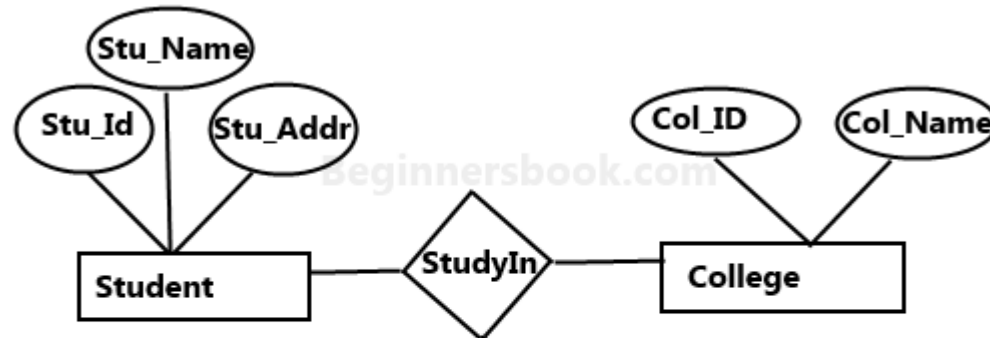 Stu_Name
Stu_Id
Stu_Addr
Col_ID
Col_Name
Beginnersbook.com
Student
StudyIn
College